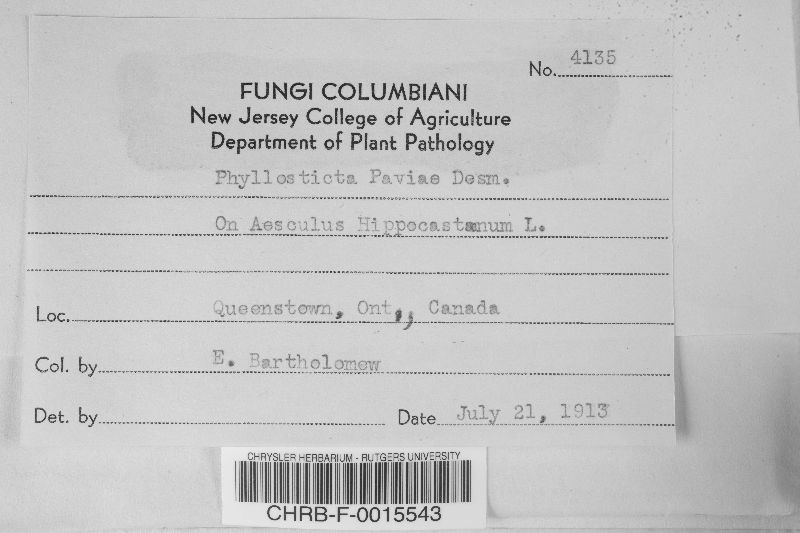 No. 4135
FUNGI COLUMBIANI
New Jersey College of Agriculture
Department of Plant Pathology
Phyllosticta Paviae Desm.
On Aesculus Hippocastanum L.
Loc. Queenstown, Ont., Canada
Col. by E. Bartholomew
Det. by Date July 21, 1913
CHRYSLER HERBARIUM - RUTGERS UNIVERSITY
CHRB-F-0015543